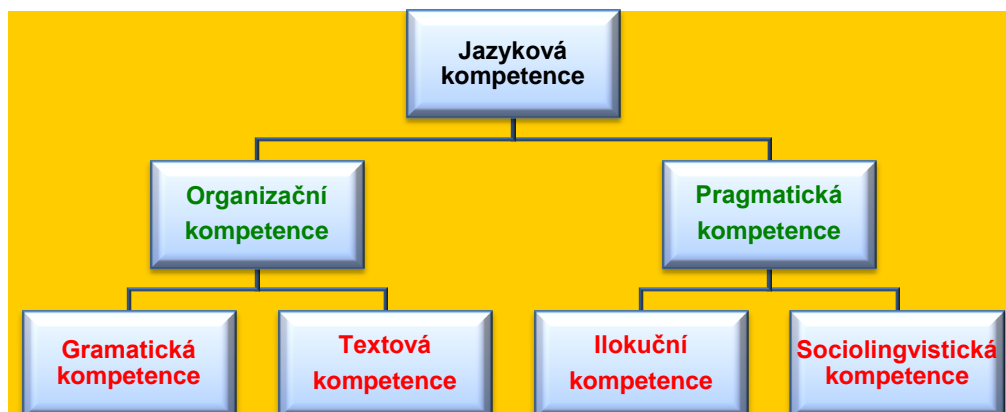 Jazyková
kompetence
Organizační
kompetence
Pragmatická
kompetence
Gramatická
kompetence
Textová
kompetence
Ilokuční
kompetence
Sociolingvistická
kompetence